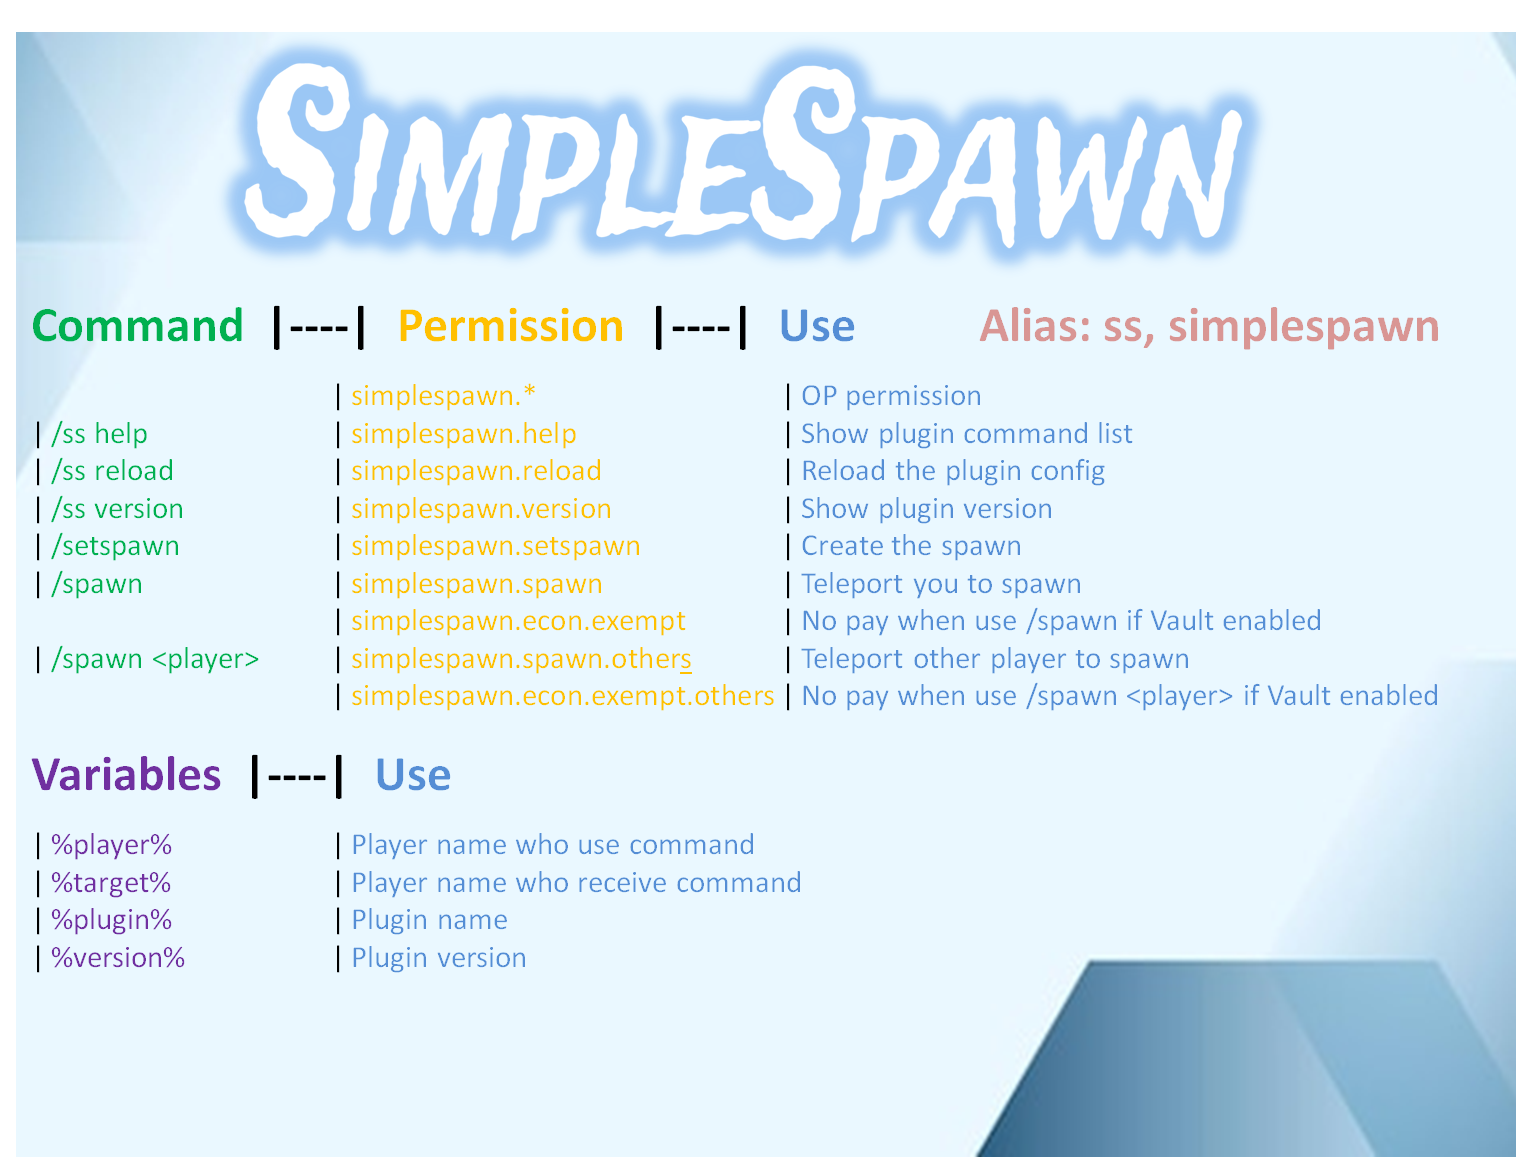 SIMPLESPAWN
Command |----| Permission |----| Use Alias: ss, simplespawn
| simplespawn.* | OP permission
| /ss help | simplespawn.help | Show plugin command list
| /ss reload | simplespawn.reload | Reload the plugin config
| /ss version | simplespawn.version | Show plugin version
| /setspawn | simplespawn.setspawn | Create the spawn
| /spawn | simplespawn.spawn | Teleport you to spawn
| simplespawn.econ.exempt | No pay when use /spawn if Vault enabled
| /spawn <player> | simplespawn.spawn.others | Teleport other player to spawn
| simplespawn.econ.exempt.others | No pay when use /spawn <player> if Vault enabled
Variables |----| Use
| %player% | Player name who use command
| %target% | Player name who receive command
| %plugin% | Plugin name
| %version% | Plugin version